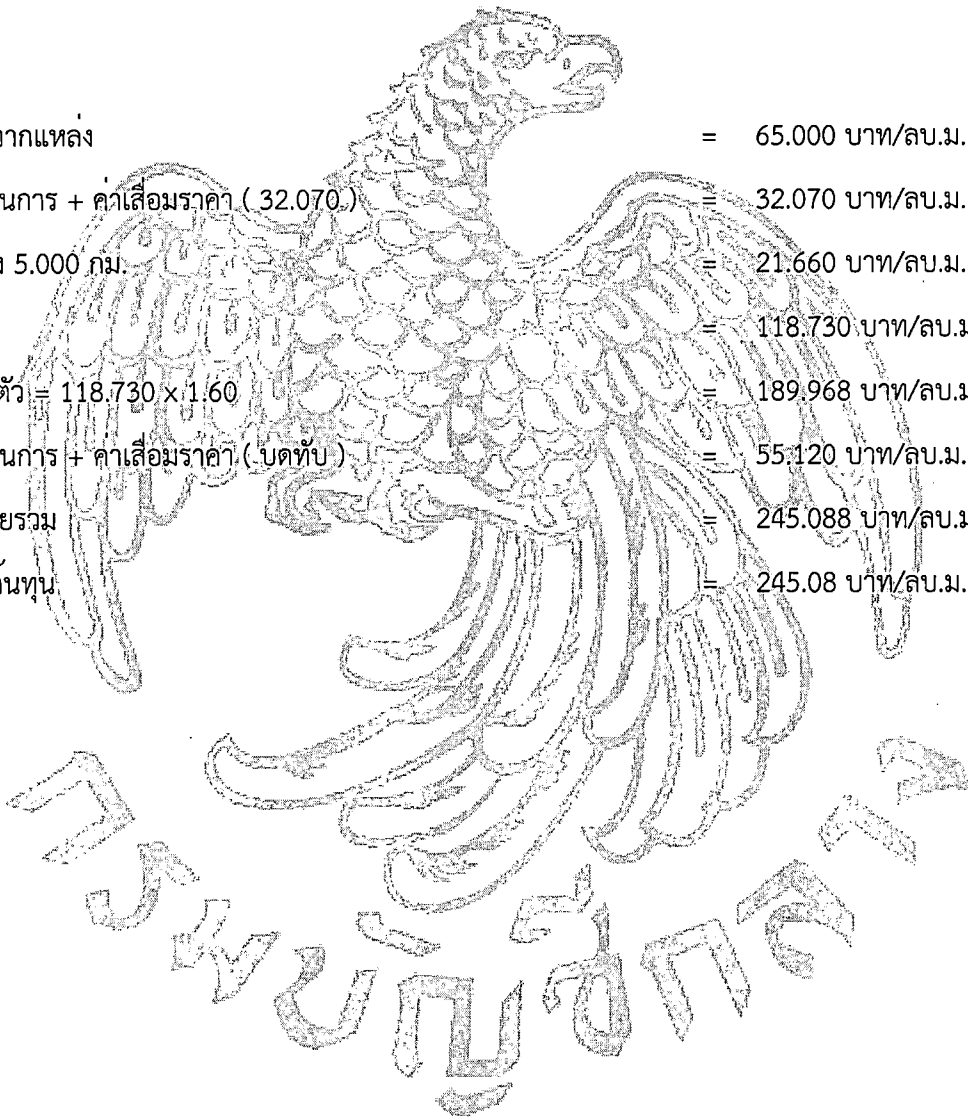 ากแหล่ง = 65.000 บาท/ลบ.ม.
นการ + ค่าเสื่อมราคา ( 32.070 ) = 32.070 บาท/ลบ.ม.
ง 5.000 กม. = 21.660 บาท/ลบ.ม.
= 118.730 บาท/ลบ.ม
ตัว = 118.730 x 1.60 = 189.968 บาท/ลบ.ม
นการ + ค่าเสื่อมราคา ( บดทับ ) = 55.120 บาท/ลบ.ม.
ยรวม = 245.088 บาท/ลบ.ม
้นทุน = 245.08 บาท/ลบ.ม.
กรมบัญชีกลาง